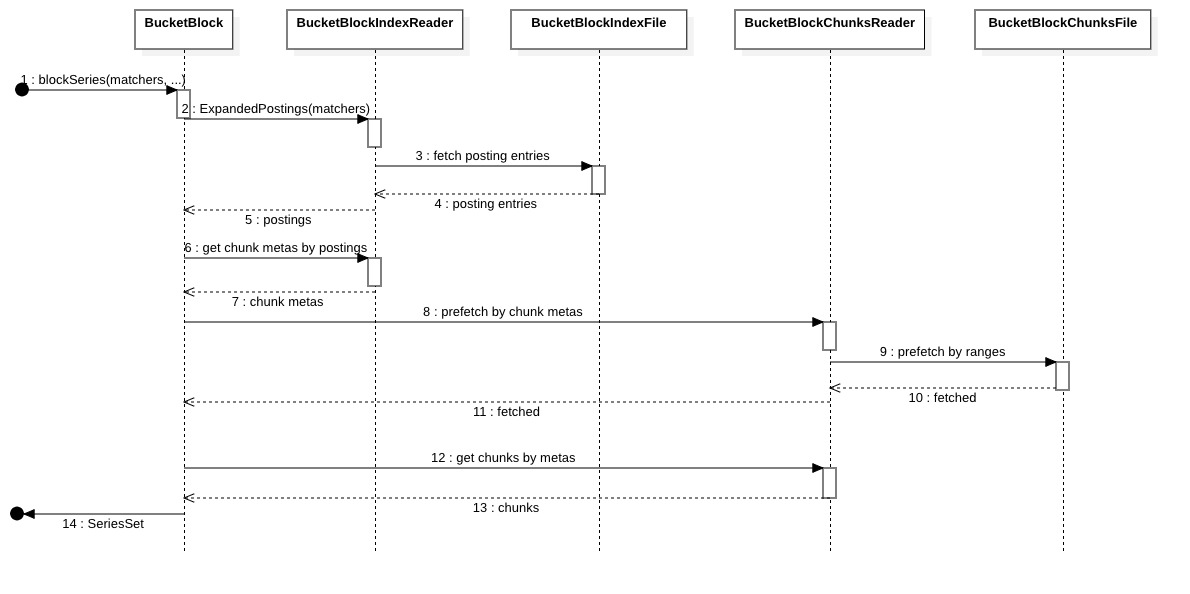 BucketBlock
BucketBlockIndexReader
BucketBlockIndexFile
BucketBlockChunksReader
BucketBlockChunksFile
1 : blockSeries(matchers, ...)
2 : ExpandedPostings(matchers)
3 : fetch posting entries
4 : posting entries
5 : postings
6 : get chunk metas by postings
7 : chunk metas
8 : prefetch by chunk metas
9 : prefetch by ranges
10 : fetched
11 : fetched
12 : get chunks by metas
13 : chunks
14 : SeriesSet